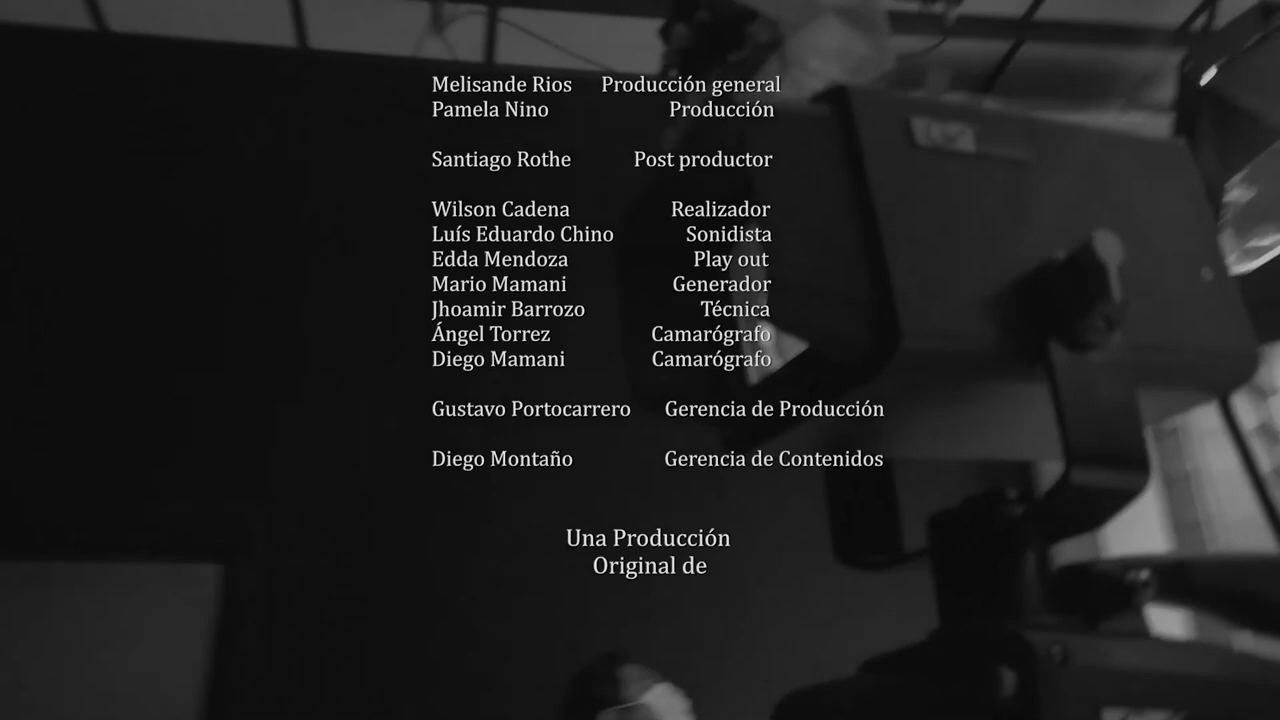 Melisande Rios Producción general
Pamela Nino Producción
Santiago Rothe Post productor
Wilson Cadena Realizador
Luís Eduardo Chino Sonidista
Edda Mendoza Play out
Mario Mamani Generador
Jhoamir Barrozo Técnica
Ángel Torrez Camarógrafo
Diego Mamani Camarógrafo
Gustavo Portocarrero Gerencia de Producción
Diego Montaño Gerencia de Contenidos
Una Producción
Original de